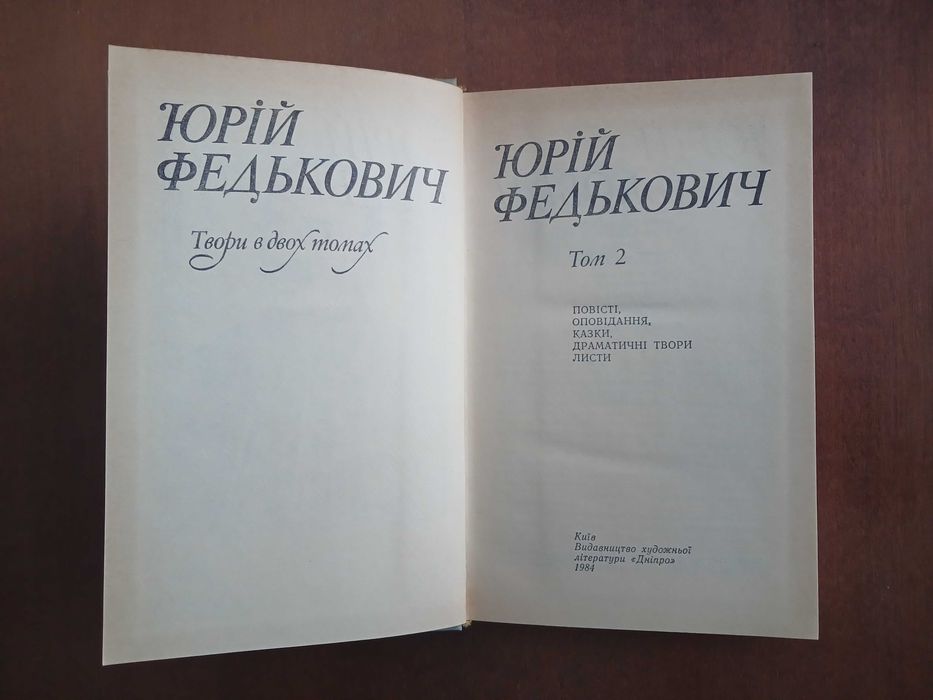 ЮРІЙ
ФЕДЬКОВИЧ
Твори в двох томах
ЮРІЙ
ФЕДЬКОВИЧ
Том 2
ПОВІСТІ,
ОПОВІДАННЯ,
КАЗКИ,
ДРАМАТИЧНІ ТВОРИ
ЛИСТИ
Київ
Видавництво художньої
літератури «Дніпро»
1984